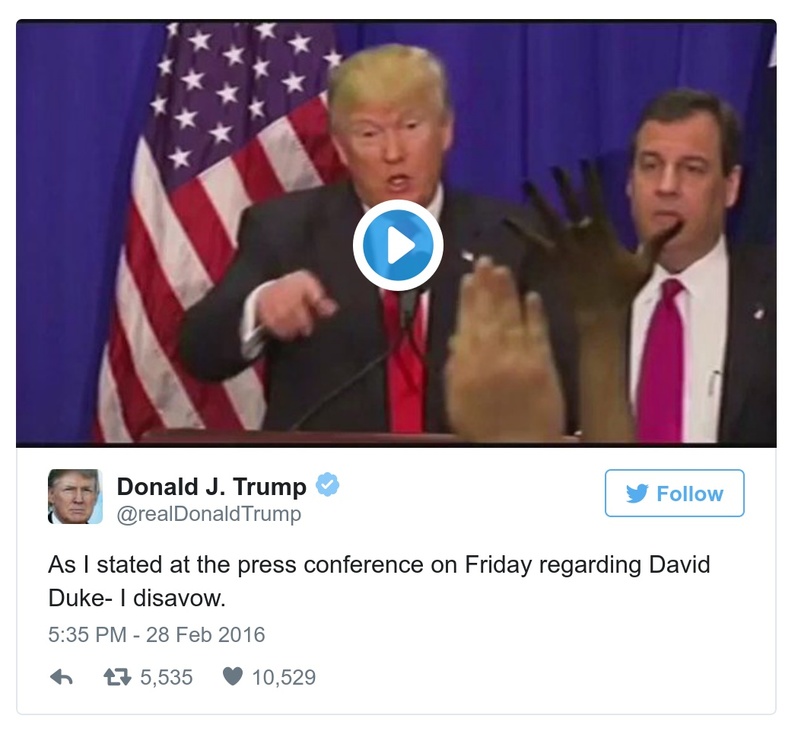 Donald J. Trump
@realDonaldTrump
Follow
As I stated at the press conference on Friday regarding David
Duke- I disavow.
5:35 PM - 28 Feb 2016
5,535 10,529